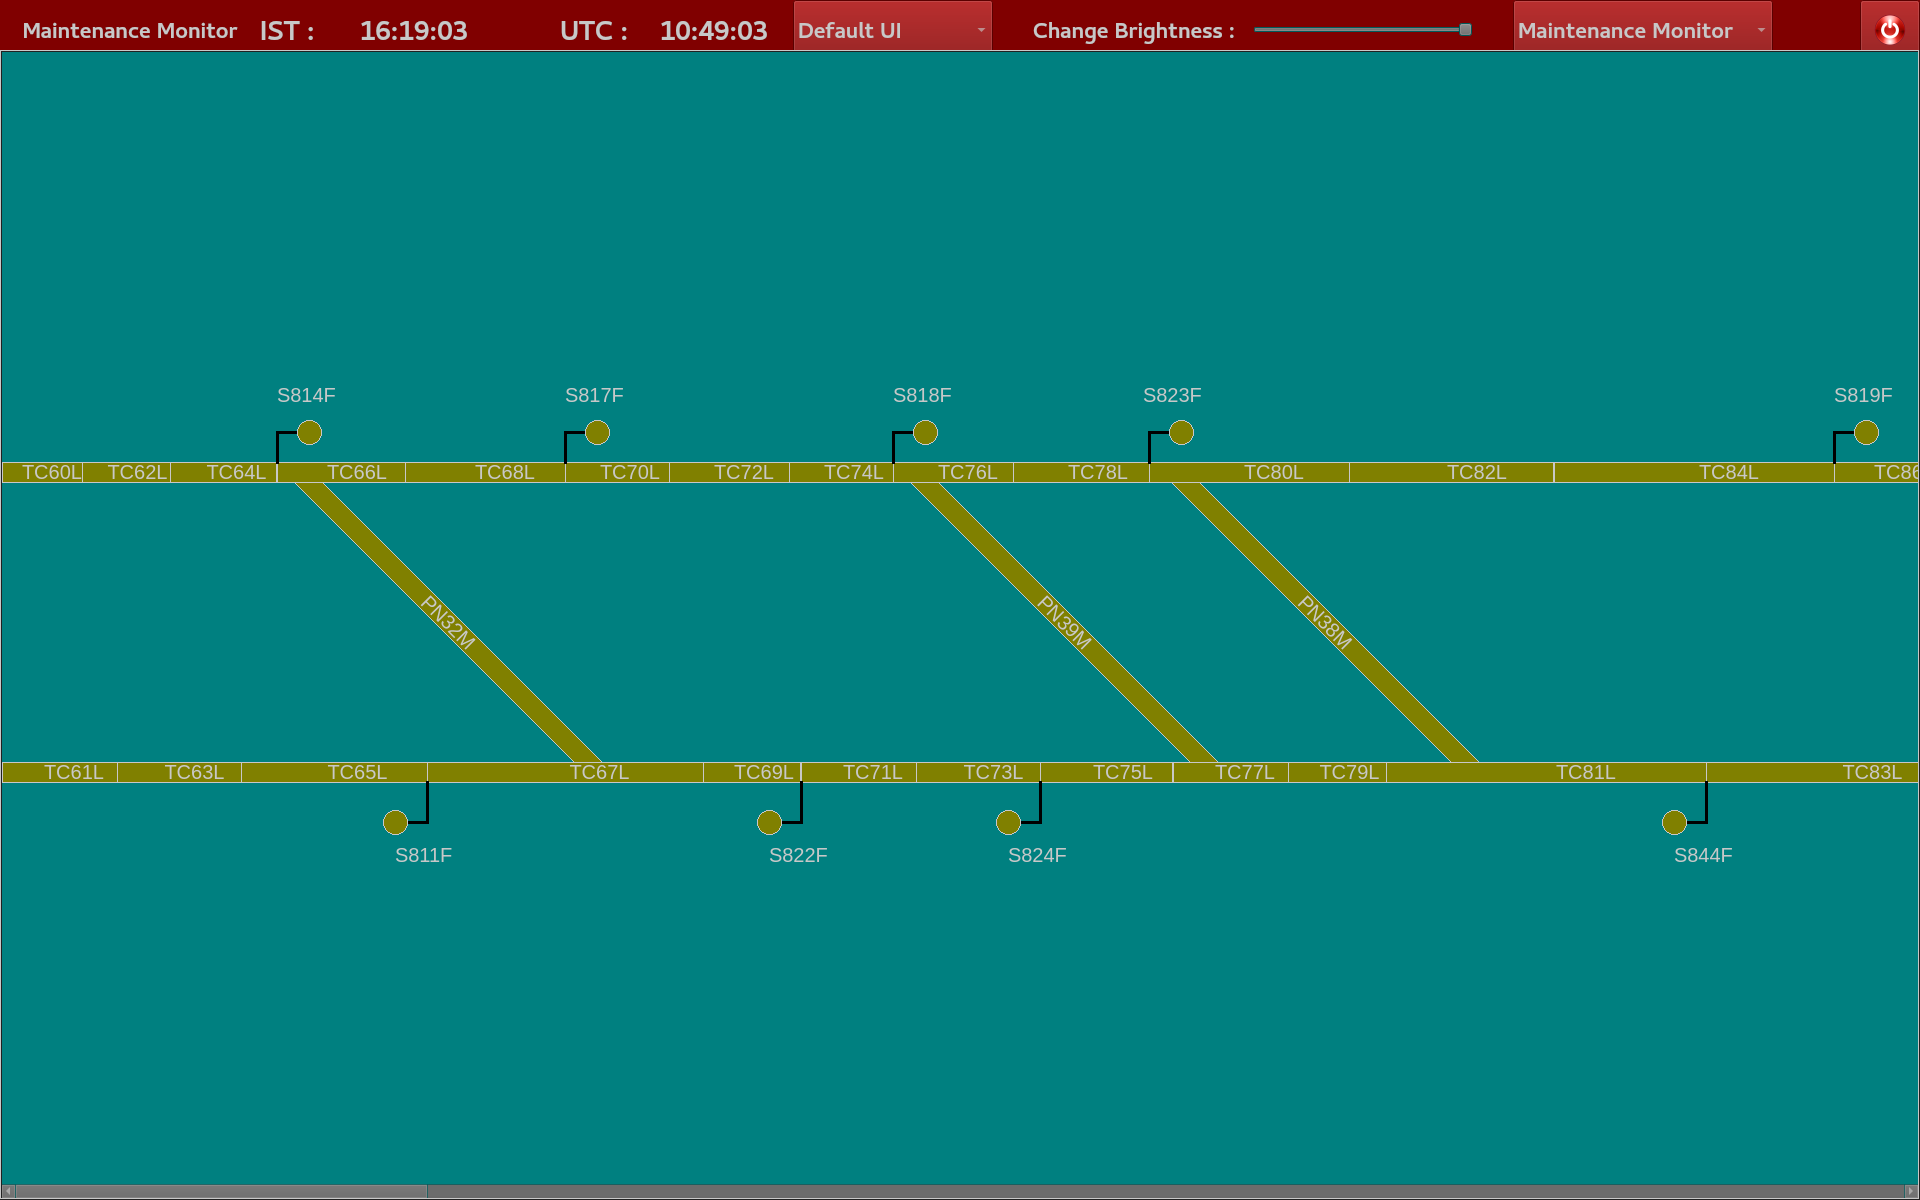 Maintenance Monitor IST : 16:19:03 UTC : 10:49:03 Default UI Change Brightness : Maintenance Monitor
S814F S817F S818F S823F S819F
TC60L TC62L TC64L TC66L TC68L TC70L TC72L TC74L TC76L TC78L TC80L TC82L TC84L TC86
PN32M PN39M PN38M
TC61L TC63L TC65L TC67L TC69L TC71L TC73L TC75L TC77L TC79L TC81L TC83L
S811F S822F S824F S844F